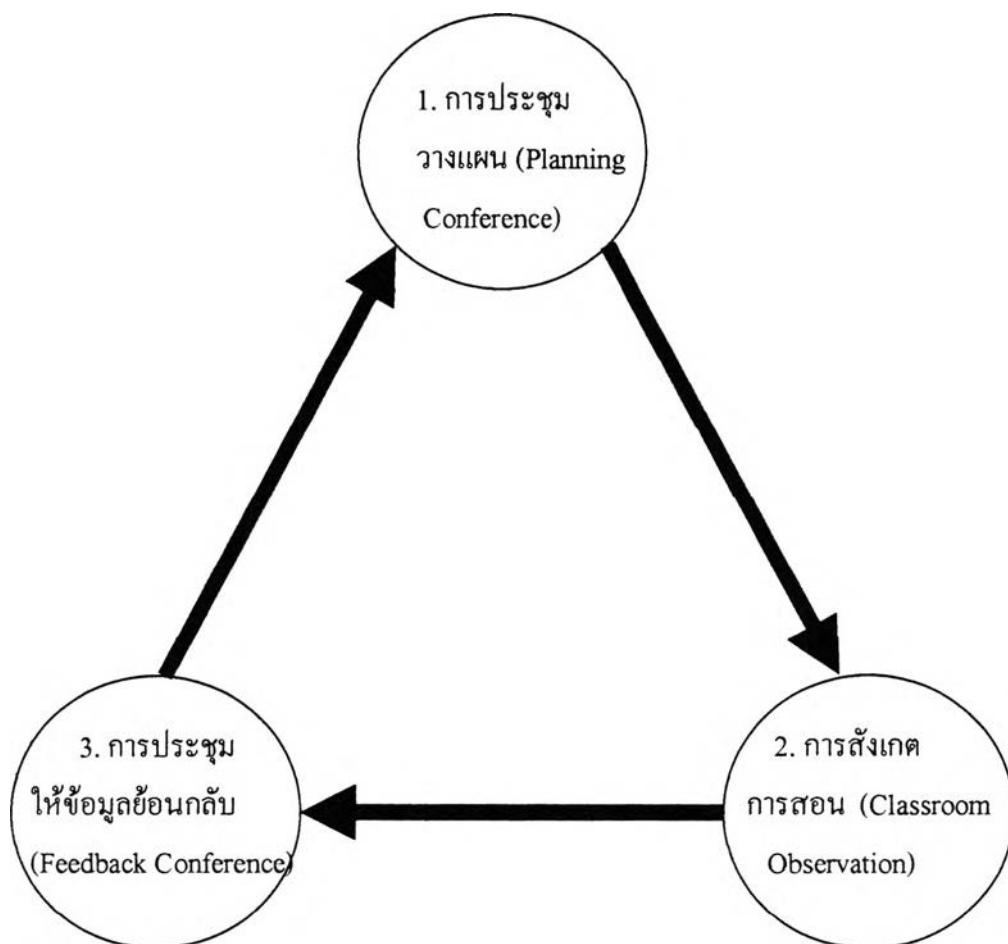 1. การประชุม
วางแผน (Planning
Conference)
3. การประชุม
ให้ข้อมูลย้อนกลับ
(Feedback Conference)
2. การสังเกต
การสอน (Classroom
Observation)